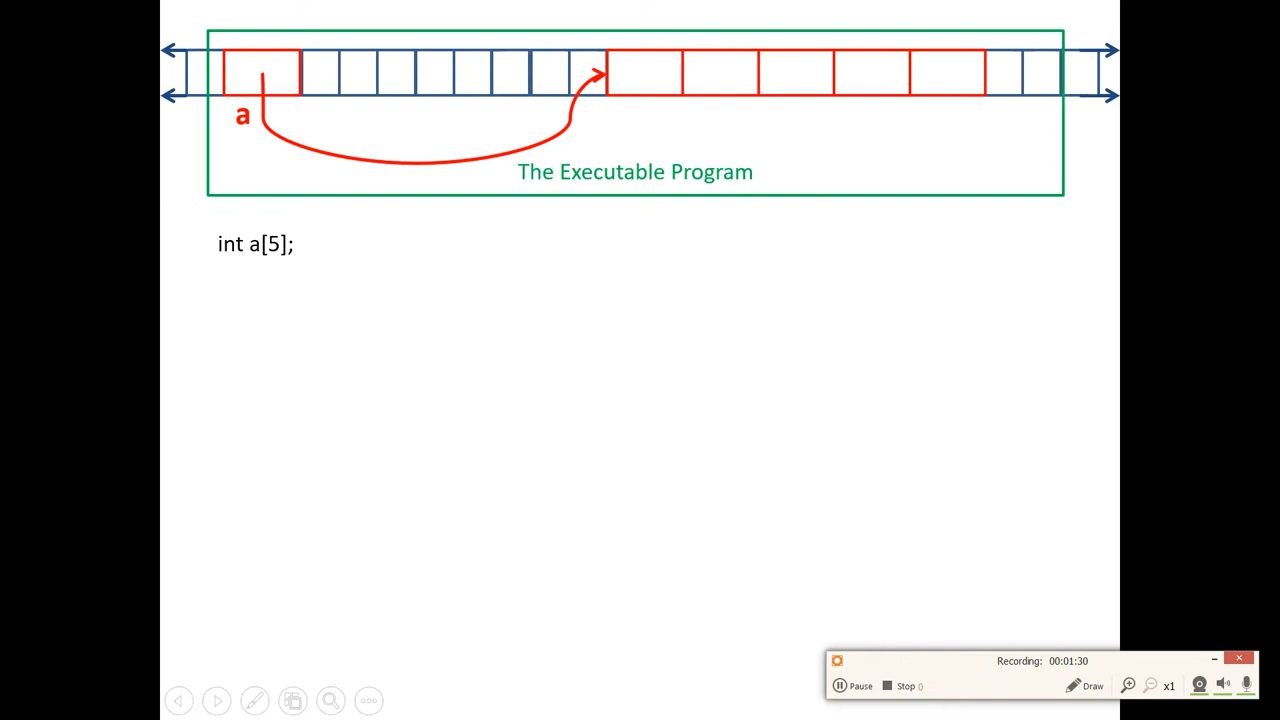 a
The Executable Program
int a[5];
Recording: 00:01:30
Pause
Stop ()
Draw
x1